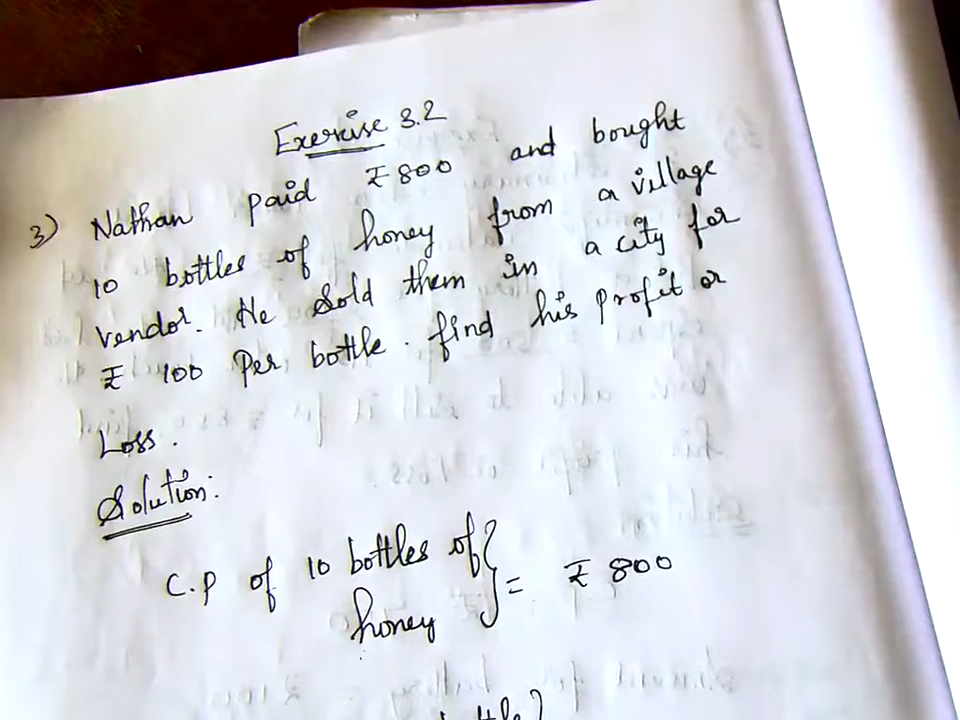 Exercise 3.2
3) Nathan paid ₹800 and bought
10 bottles of honey from a village
vendor. He sold them in a city for
₹ 100 Per bottle. find his profit or
Loss.
Solution:
C.P of 10 bottles of
honey } = ₹ 800